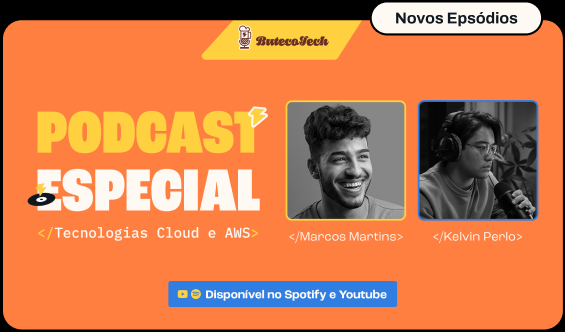 Novos Epsódios
ButecoTech
PODCAST
ESPECIAL
</Tecnologias Cloud e AWS>
</Marcos Martins>
</Kelvin Perlo>
Disponível no Spotify e Youtube